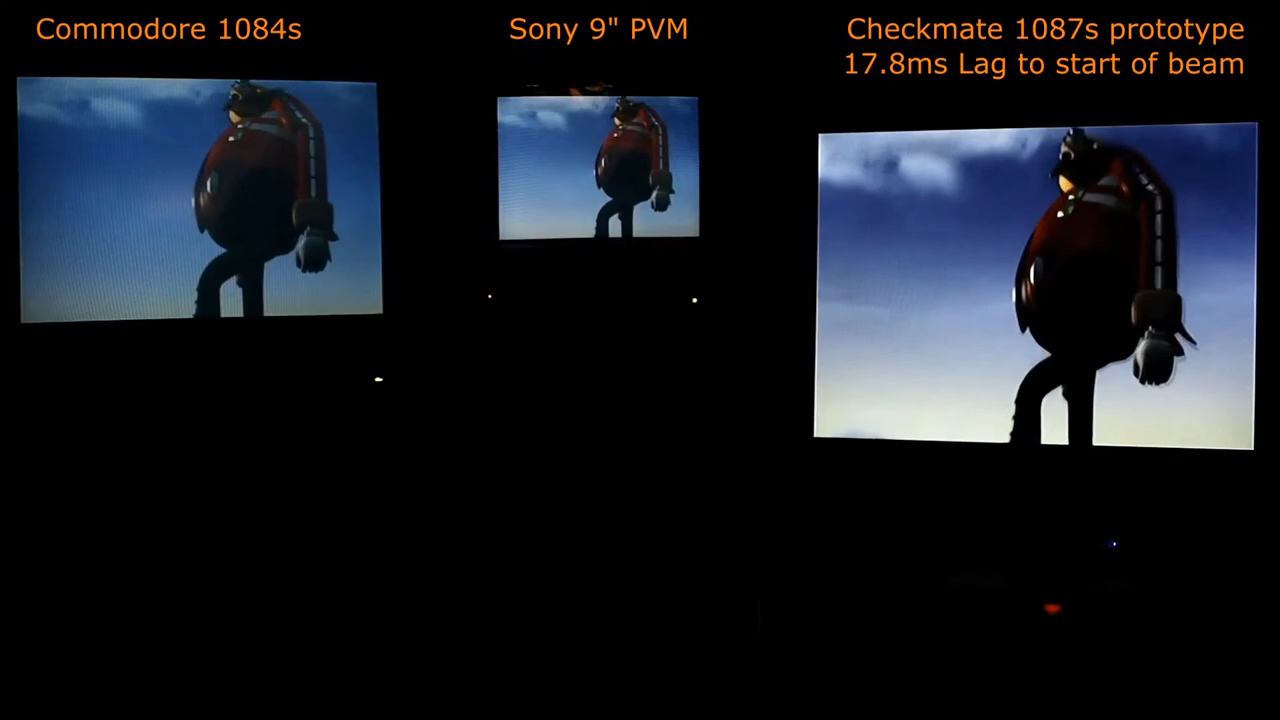 Commodore 1084s
Sony 9" PVM
Checkmate 1087s prototype
17.8ms Lag to start of beam